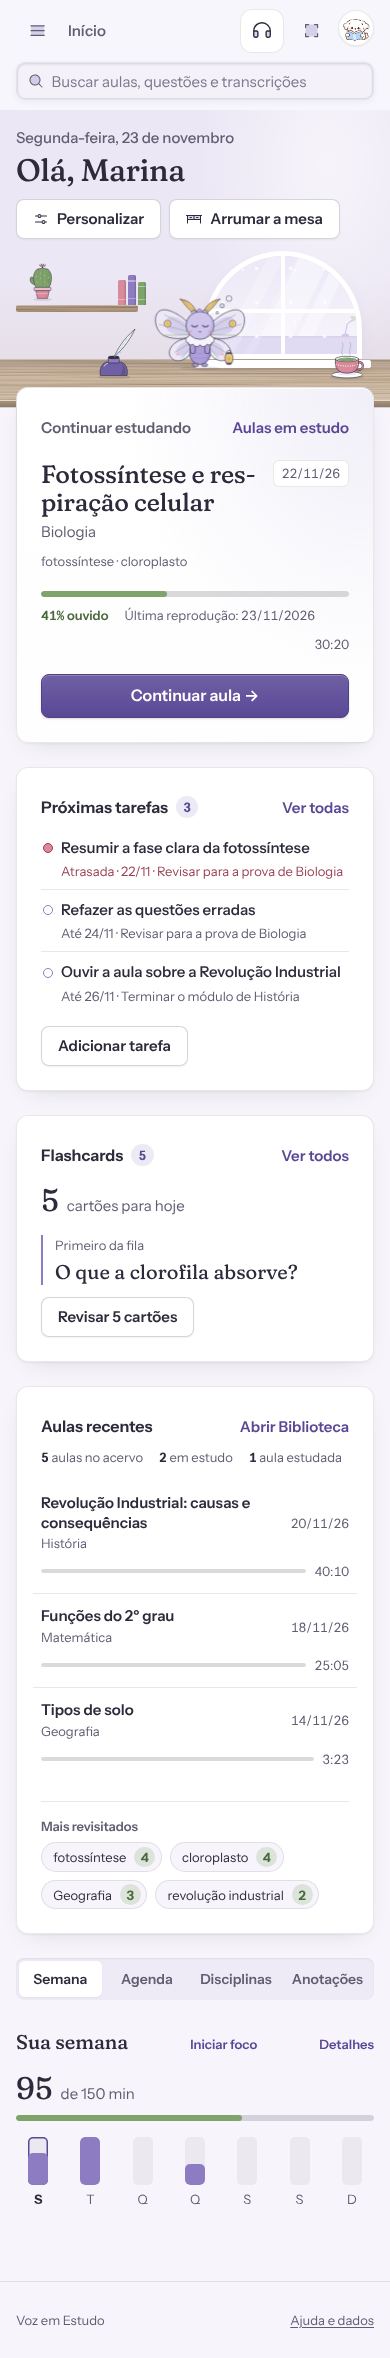 Início
Buscar aulas, questões e transcrições
Segunda-feira, 23 de novembro
Olá, Marina
Personalizar
Arrumar a mesa
Continuar estudando
Aulas em estudo
Fotossíntese e res-
piração celular
22/11/26
Biologia
fotossíntese · cloroplasto
41% ouvido
Última reprodução: 23/11/2026
30:20
Continuar aula →
Próximas tarefas 3
Ver todas
Resumir a fase clara da fotossíntese
Atrasada · 22/11 · Revisar para a prova de Biologia
Refazer as questões erradas
Até 24/11 · Revisar para a prova de Biologia
Ouvir a aula sobre a Revolução Industrial
Até 26/11 · Terminar o módulo de História
Adicionar tarefa
Flashcards 5
Ver todos
5 cartões para hoje
Primeiro da fila
O que a clorofila absorve?
Revisar 5 cartões
Aulas recentes
Abrir Biblioteca
5 aulas no acervo
2 em estudo
1 aula estudada
Revolução Industrial: causas e
consequências
20/11/26
História
40:10
Funções do 2º grau
18/11/26
Matemática
25:05
Tipos de solo
14/11/26
Geografia
3:23
Mais revisitados
fotossíntese 4
cloroplasto 4
Geografia 3
revolução industrial 2
Semana
Agenda
Disciplinas
Anotações
Sua semana
Iniciar foco
Detalhes
95 de 150 min
S T Q Q S S D
Voz em Estudo
Ajuda e dados